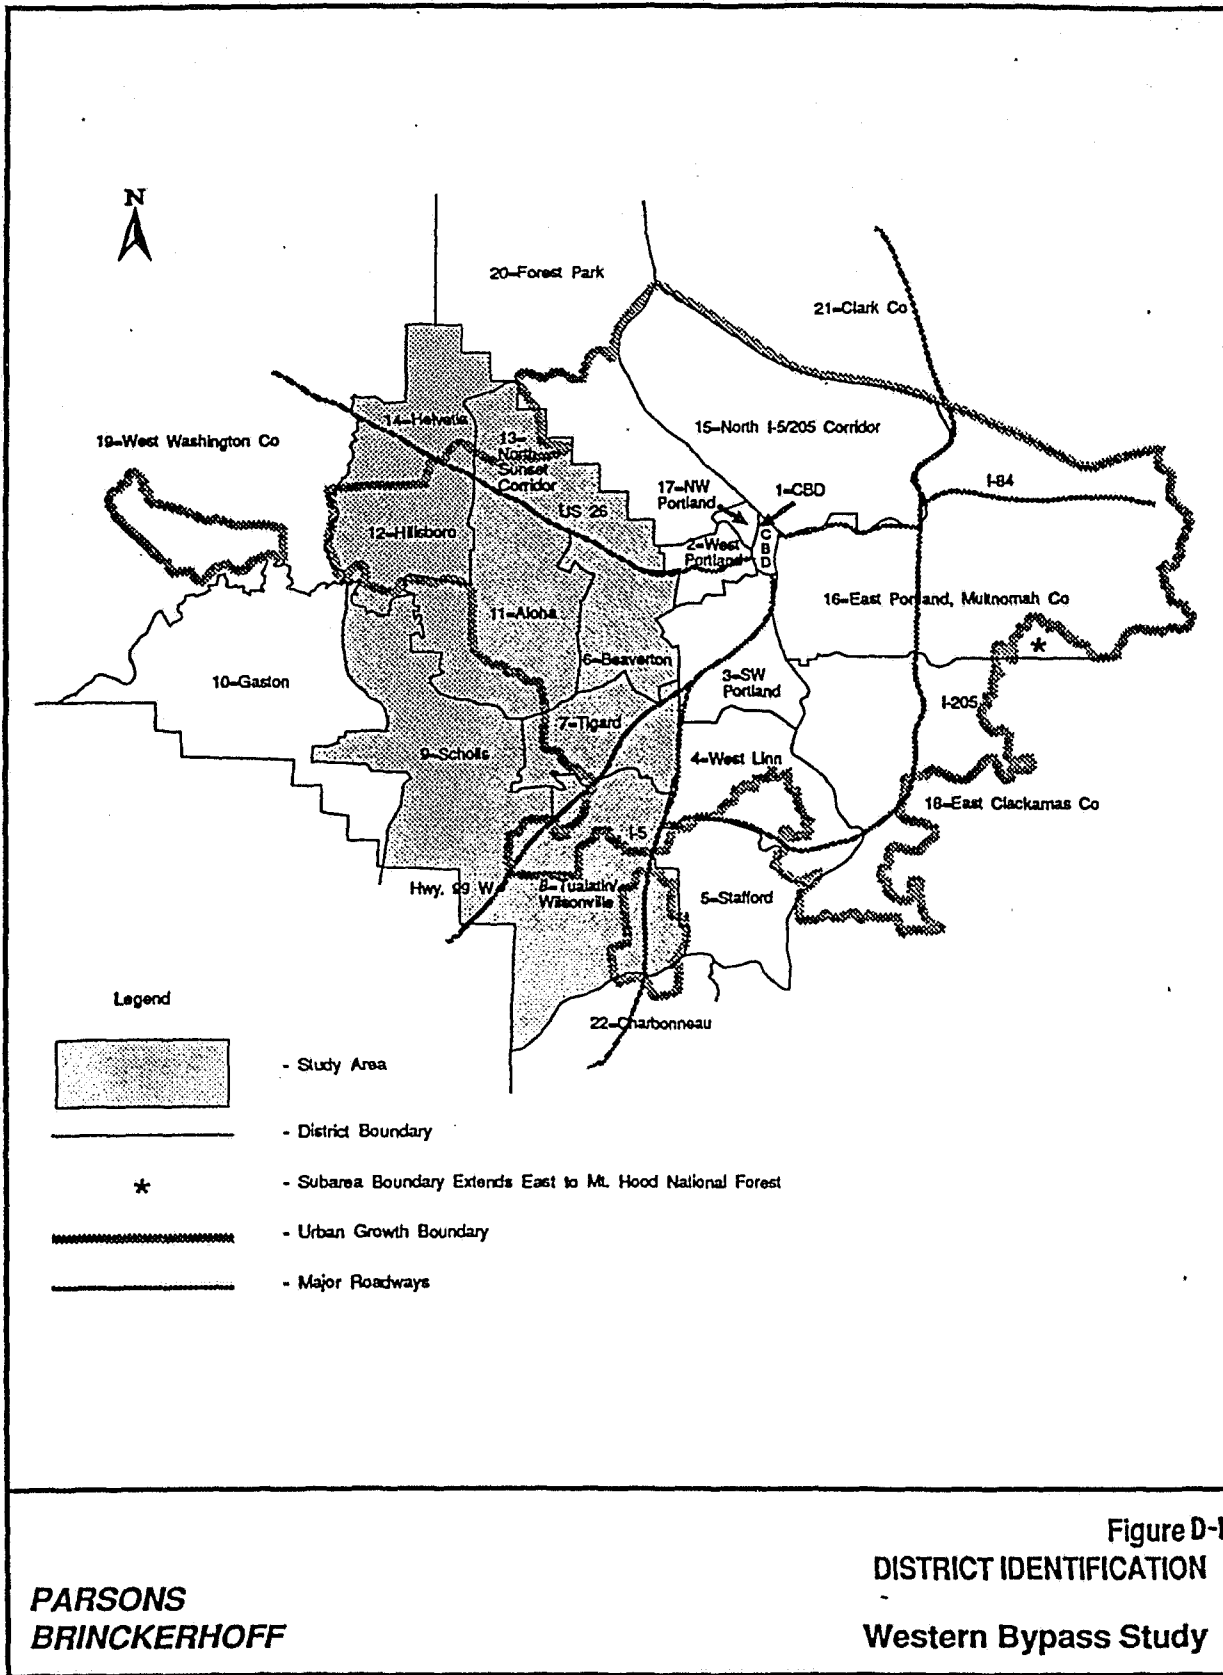 N
20=Forest Park
21=Clark Co
14=Helvetia
19=West Washington Co
13=
North
Sunset
Corridor
15=North I-5/205 Corridor
17=NW
Portland
1=CBD
I-84
US 26
12=Hillsboro
2=West
Portland
C
B
D
11=Aloha
16=East Portland, Multnomah Co
*
6=Beaverton
10=Gaston
3=SW
Portland
I-205
7=Tigard
9=Scholls
4=West Linn
18=East Clackamas Co
I-5
Hwy. 99 W
8=Tualatin/
Wilsonville
5=Stafford
22=Charbonneau
Legend
- Study Area
- District Boundary
* - Subarea Boundary Extends East to Mt. Hood National Forest
- Urban Growth Boundary
- Major Roadways
Figure D-1
DISTRICT IDENTIFICATION
PARSONS
BRINCKERHOFF
Western Bypass Study